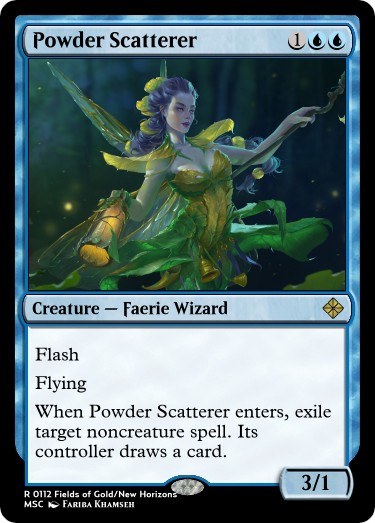 Powder Scatterer 1
Creature — Faerie Wizard
Flash
Flying
When Powder Scatterer enters, exile
target noncreature spell. Its
controller draws a card.
3/1
R 0112 Fields of Gold/New Horizons
MSC Fariba Khamseh